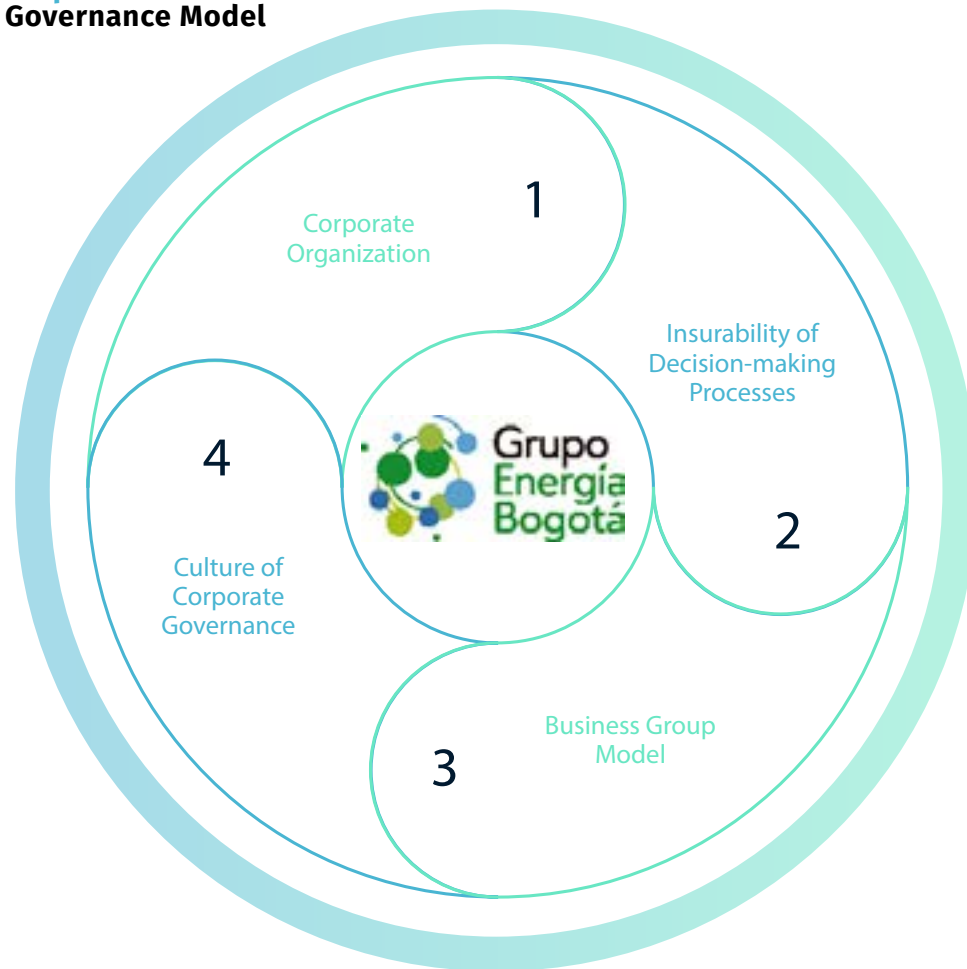 Governance Model
1
Corporate
Organization
Insurability of
Decision-making
Processes
2
Grupo
Energía
Bogotá
4
Culture of
Corporate
Governance
3
Business Group
Model